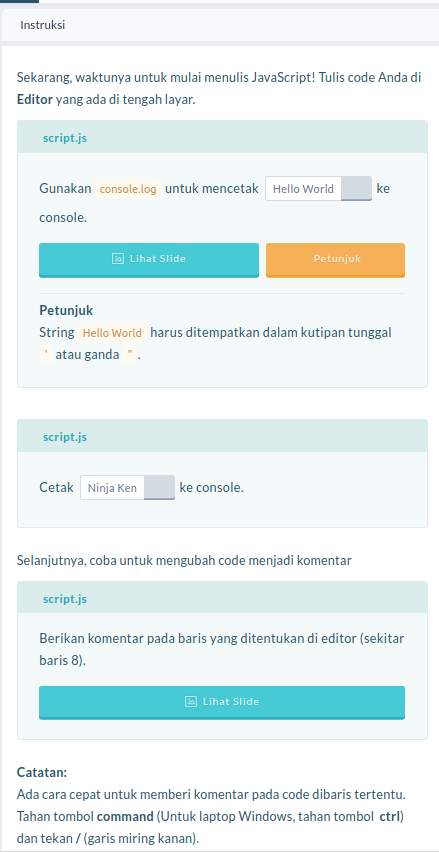 Instruksi
Sekarang, waktunya untuk mulai menulis JavaScript! Tulis code Anda di
Editor yang ada di tengah layar.
script.js
Gunakan console.log untuk mencetak Hello World ke
console.
Lihat Slide Petunjuk
Petunjuk
String Hello World harus ditempatkan dalam kutipan tunggal
' atau ganda " .
script.js
Cetak Ninja Ken ke console.
Selanjutnya, coba untuk mengubah code menjadi komentar
script.js
Berikan komentar pada baris yang ditentukan di editor (sekitar
baris 8).
Lihat Slide
Catatan:
Ada cara cepat untuk memberi komentar pada code dibaris tertentu.
Tahan tombol command (Untuk laptop Windows, tahan tombol ctrl)
dan tekan / (garis miring kanan).